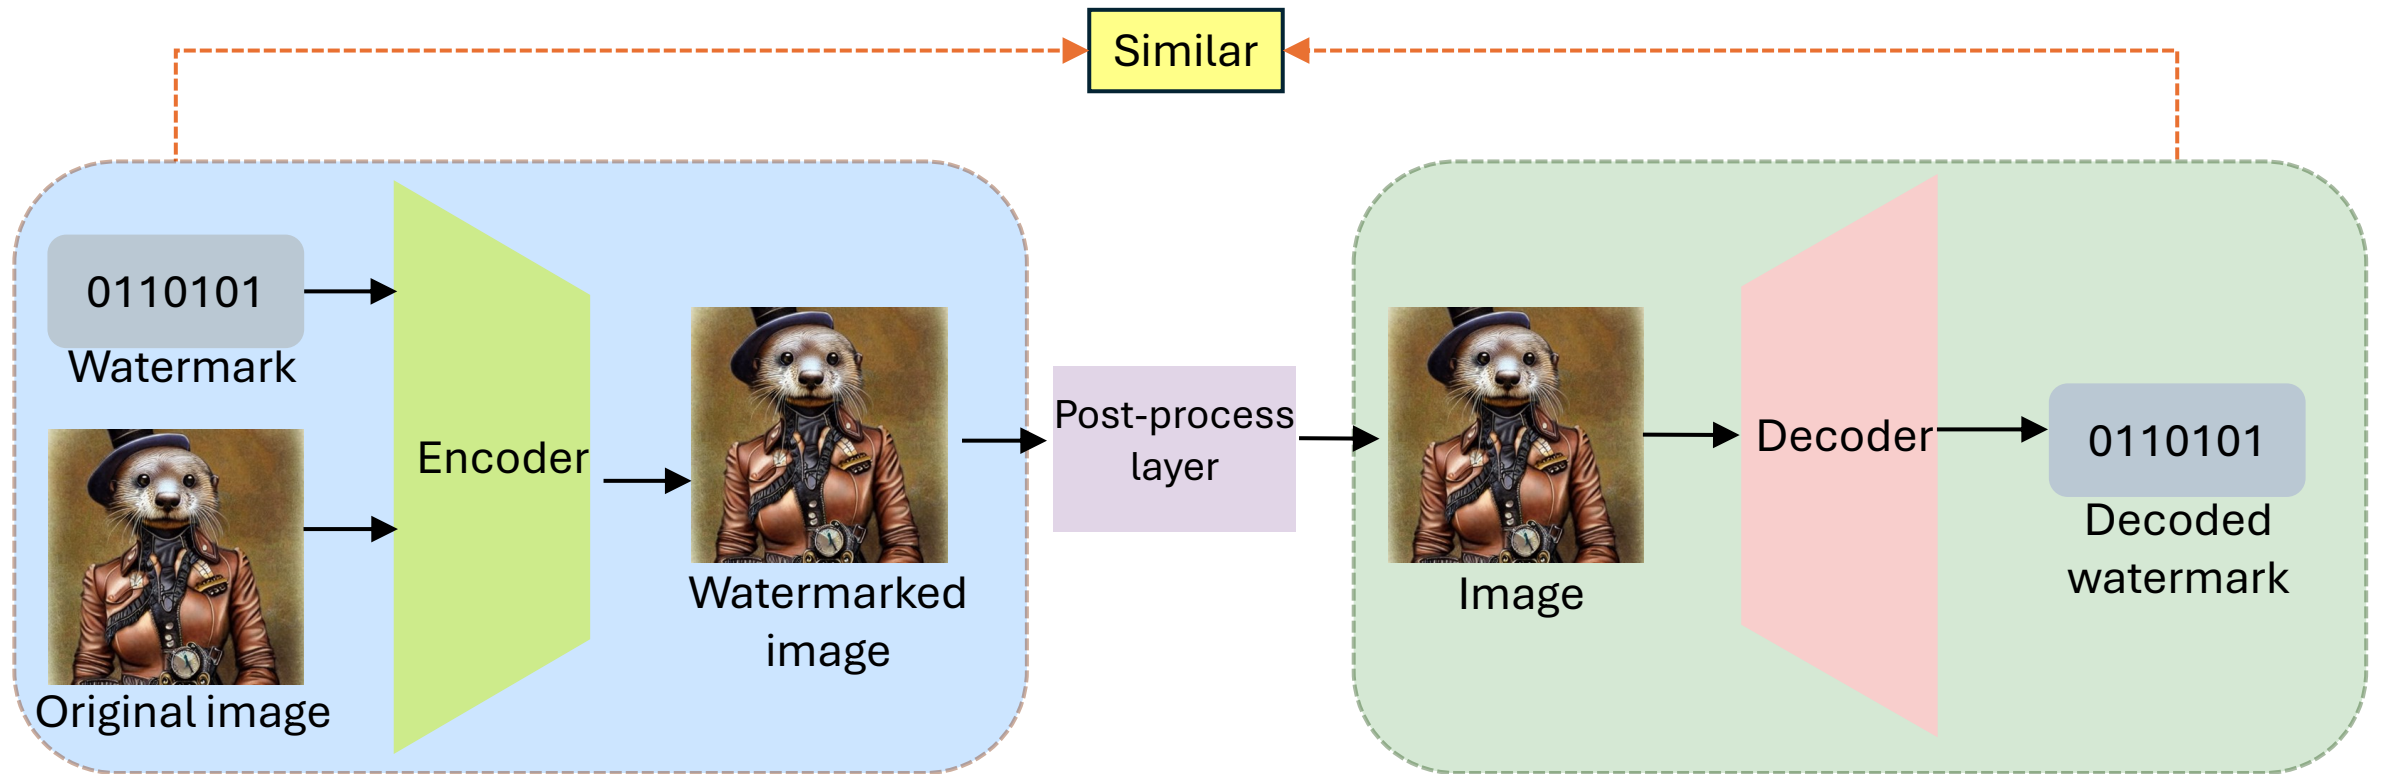 Similar
0110101
Watermark
Original image
Encoder
Watermarked
image
Post-process
layer
Image
Decoder
0110101
Decoded
watermark